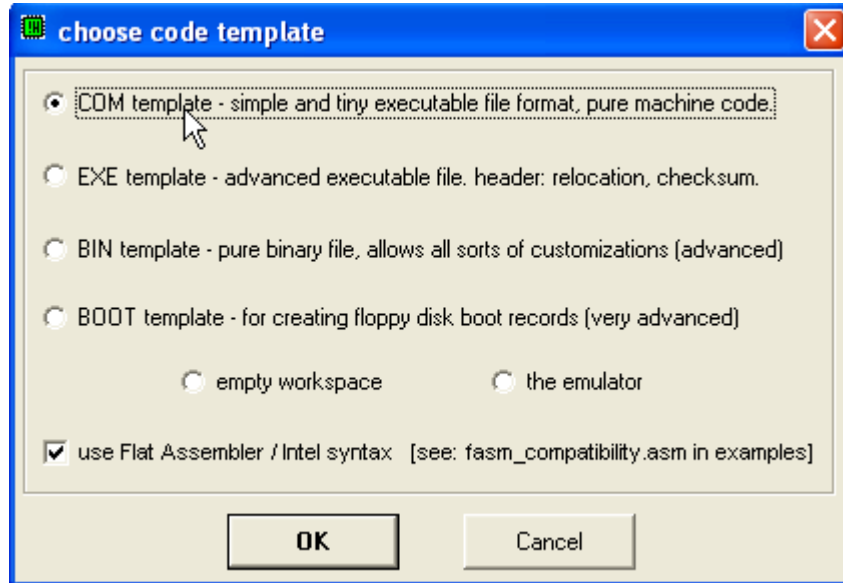 choose code template
COM template - simple and tiny executable file format, pure machine code.
EXE template - advanced executable file. header: relocation, checksum.
BIN template - pure binary file, allows all sorts of customizations (advanced)
BOOT template - for creating floppy disk boot records (very advanced)
empty workspace the emulator
use Flat Assembler / Intel syntax [see: fasm_compatibility.asm in examples]
OK Cancel